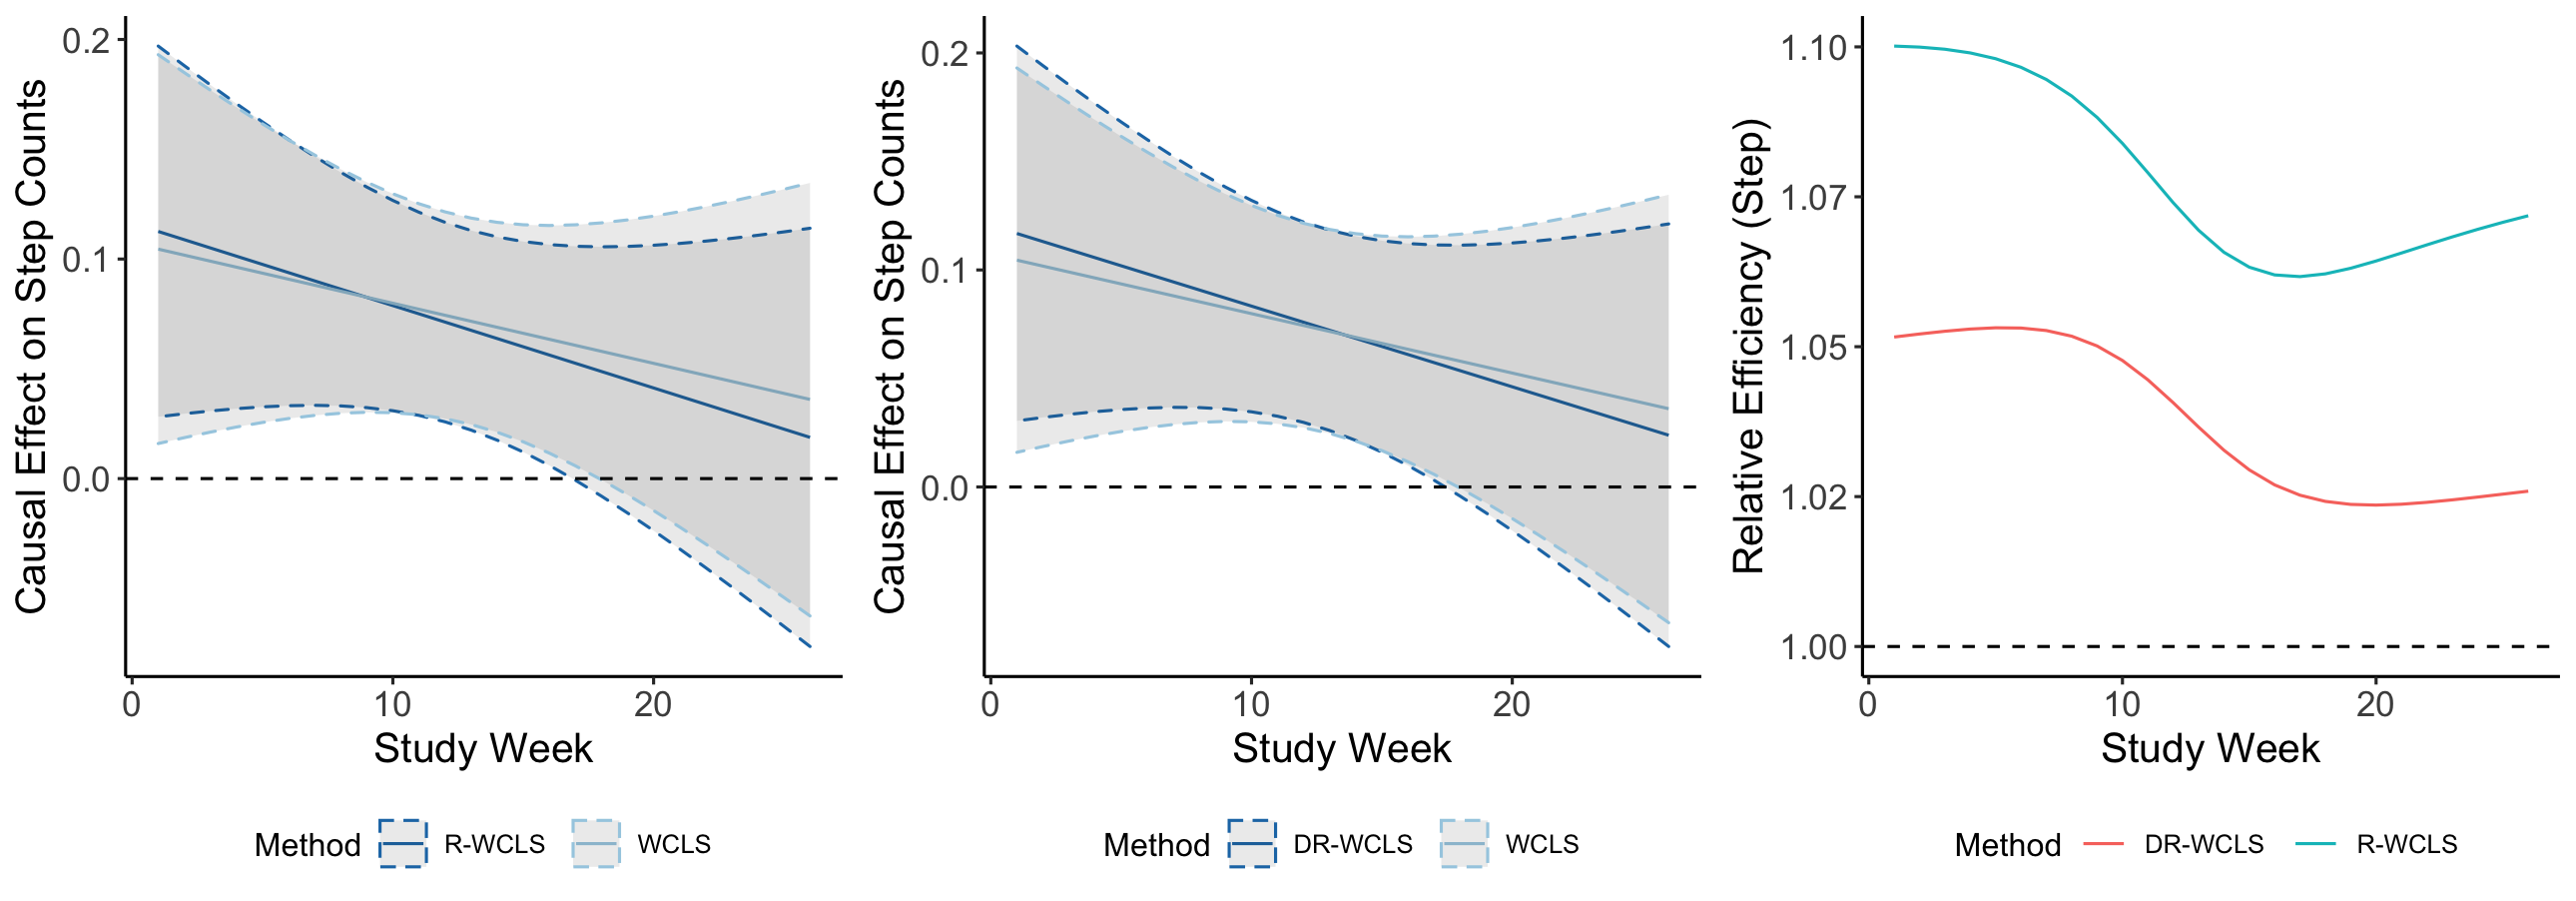 Causal Effect on Step Counts
0.2
0.1
0.0
0 10 20
Study Week
Method R-WCLS WCLS
Causal Effect on Step Counts
0.2
0.1
0.0
0 10 20
Study Week
Method DR-WCLS WCLS
Relative Efficiency (Step)
1.10
1.07
1.05
1.02
1.00
0 10 20
Study Week
Method DR-WCLS R-WCLS